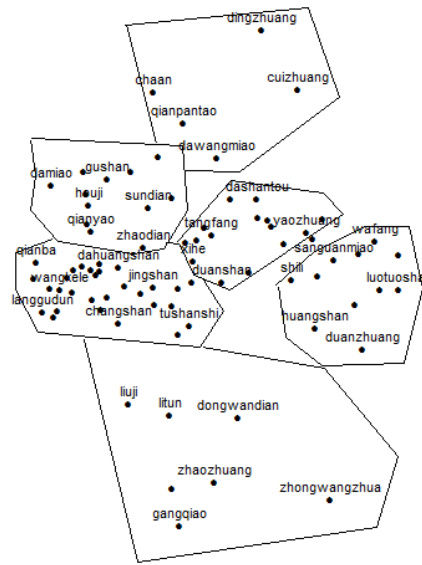 dingzhuang
chaan
cuizhuang
qianpantao
dawangmiao
gushan
damiao
houji
sundian
dashantou
qianyao
tangfang
yaozhuang
zhaodian
xihe
sanguanmiao
wafang
qianba
dahuangshan
duanshan
shili
wangkele
jingshan
luotuosha
langgudun
changshan
tushanshi
huangshan
duanzhuang
liuji
litun
dongwandian
zhaozhuang
zhongwangzhua
gangqiao